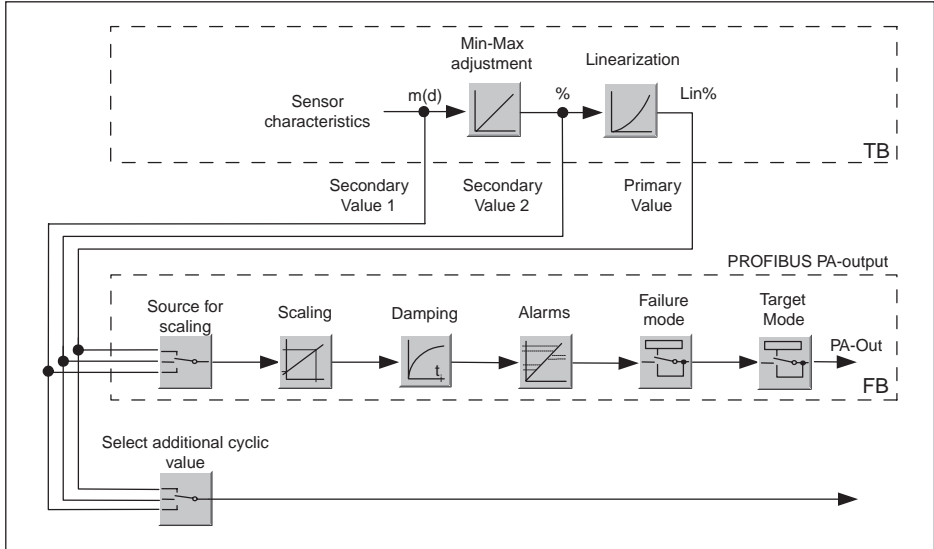 Min-Max
adjustment
Linearization
Sensor
characteristics
m(d)
%
Lin%
TB
Secondary
Value 1
Secondary
Value 2
Primary
Value
PROFIBUS PA-output
Source for
scaling
Scaling
Damping
Alarms
Failure
mode
Target
Mode
t
PA-Out
FB
Select additional cyclic
value